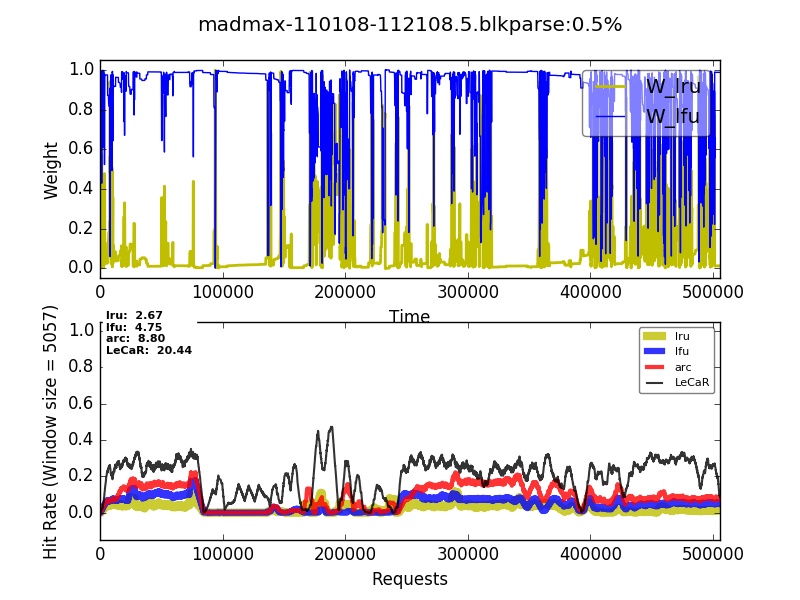 madmax-110108-112108.5.blkparse:0.5%
Weight
1.0
0.8
0.6
0.4
0.2
0.0
W_lru
W_lfu
0 100000 200000 300000 400000 500000
Time
Hit Rate (Window size = 5057)
lru: 2.67
lfu: 4.75
arc: 8.80
LeCaR: 20.44
1.0
0.8
0.6
0.4
0.2
0.0
lru
lfu
arc
LeCaR
0 100000 200000 300000 400000 500000
Requests